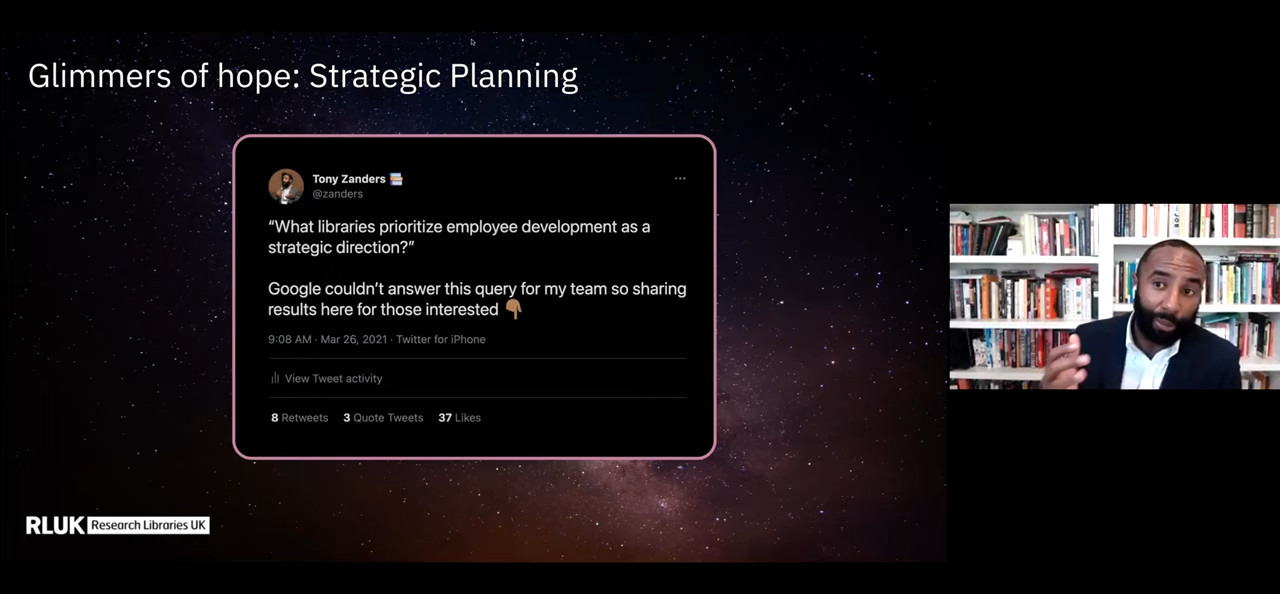 Glimmers of hope: Strategic Planning
Tony Zanders 📚
@zanders
“What libraries prioritize employee development as a
strategic direction?”
Google couldn’t answer this query for my team so sharing
results here for those interested 👇🏽
9:08 AM · Mar 26, 2021 · Twitter for iPhone
View Tweet activity
8 Retweets 3 Quote Tweets 37 Likes
RLUK Research Libraries UK